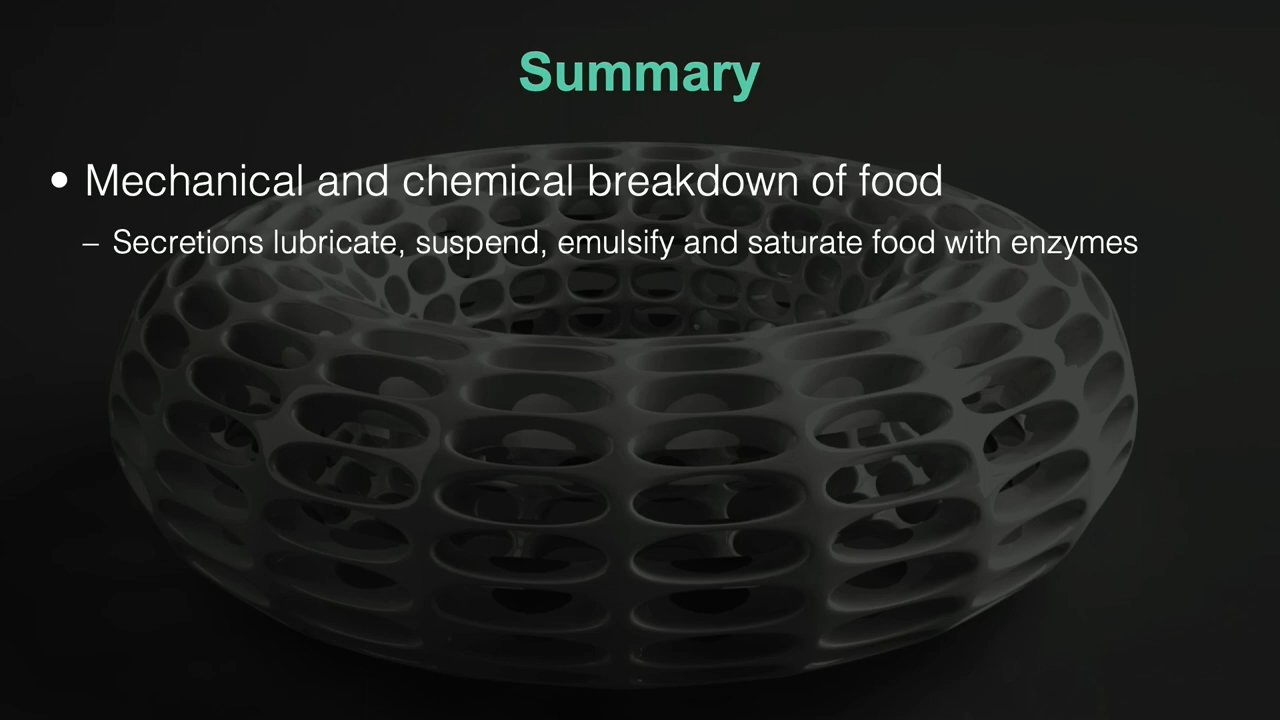 Summary
• Mechanical and chemical breakdown of food
– Secretions lubricate, suspend, emulsify and saturate food with enzymes